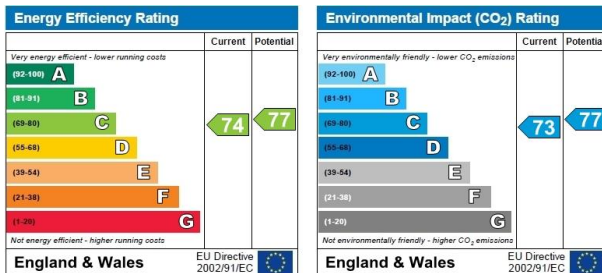 Energy Efficiency Rating
Current Potential
Very energy efficient - lower running costs
(92-100) A
(81-91) B
(69-80) C
(55-68) D
(39-54) E
(21-38) F
(1-20) G
74 77
Not energy efficient - higher running costs
England & Wales
EU Directive
2002/91/EC
Environmental Impact (CO₂) Rating
Current Potential
Very environmentally friendly - lower CO₂ emissions
(92-100) A
(81-91) B
(69-80) C
(55-68) D
(39-54) E
(21-38) F
(1-20) G
73 77
Not environmentally friendly - higher CO₂ emissions
England & Wales
EU Directive
2002/91/EC